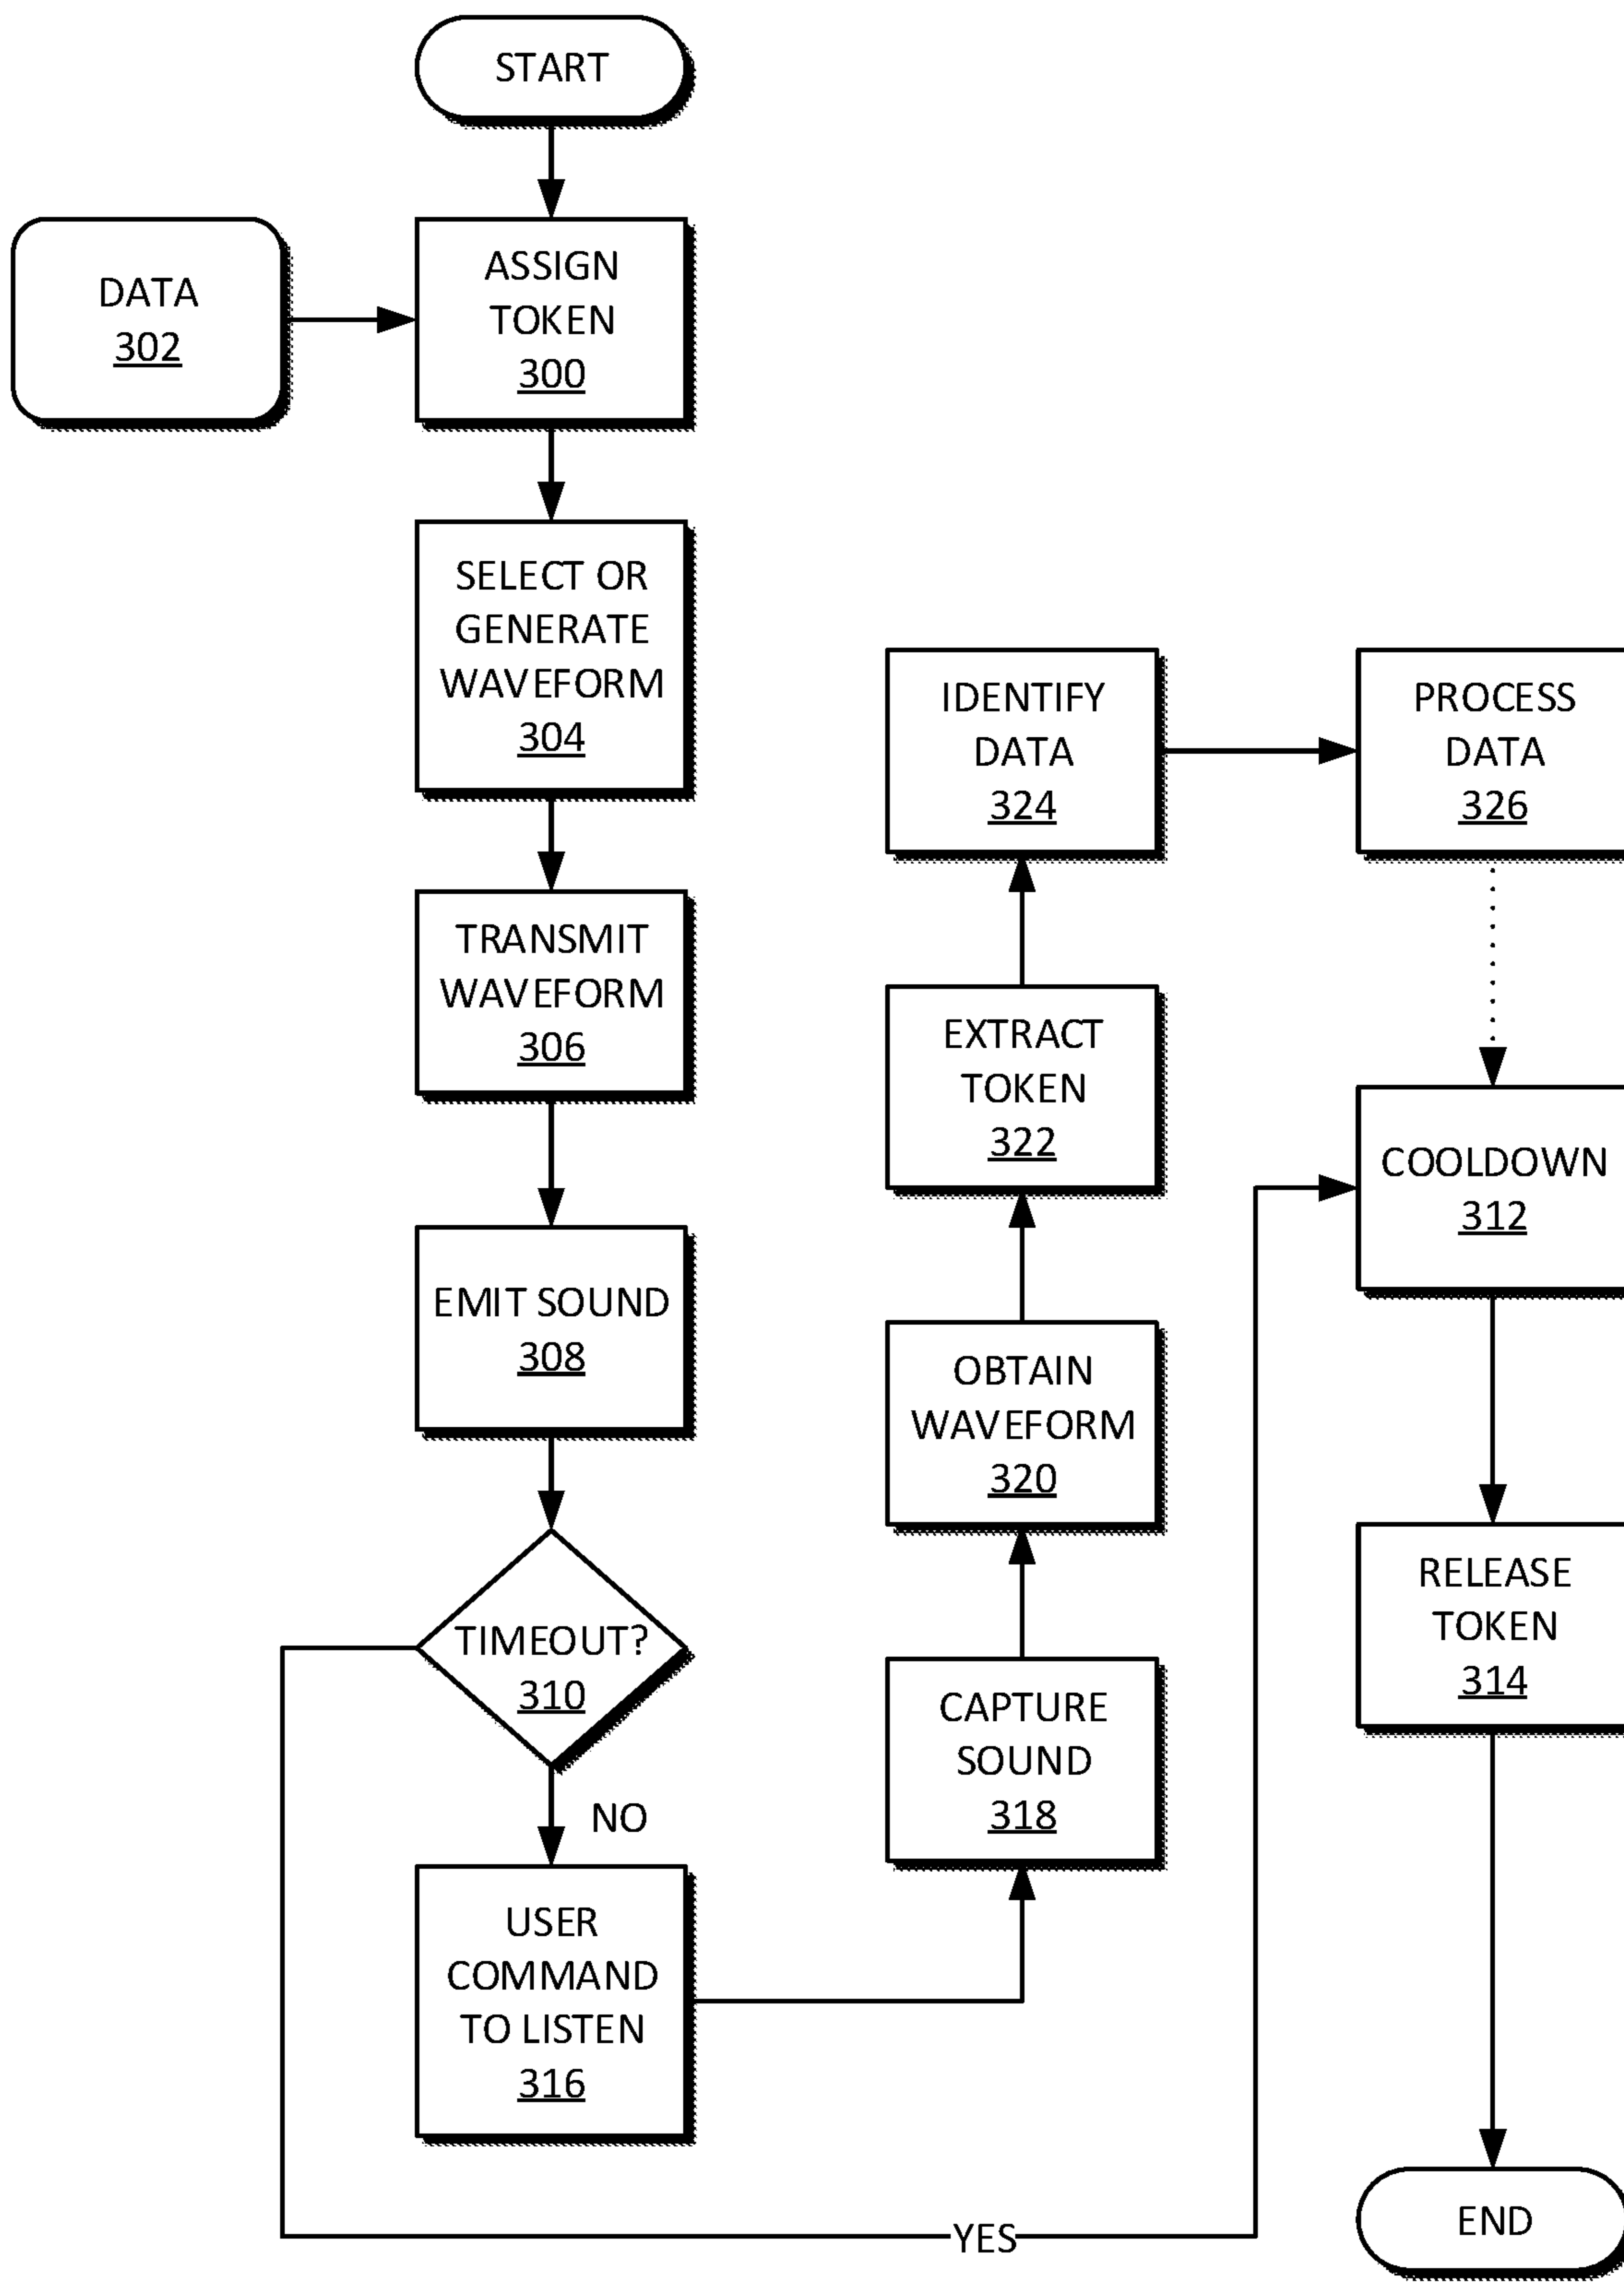 START
DATA
302
ASSIGN
TOKEN
300
SELECT OR
GENERATE
WAVEFORM
304
TRANSMIT
WAVEFORM
306
EMIT SOUND
308
TIMEOUT?
310
NO
USER
COMMAND
TO LISTEN
316
YES
CAPTURE
SOUND
318
OBTAIN
WAVEFORM
320
EXTRACT
TOKEN
322
IDENTIFY
DATA
324
PROCESS
DATA
326
COOLDOWN
312
RELEASE
TOKEN
314
END